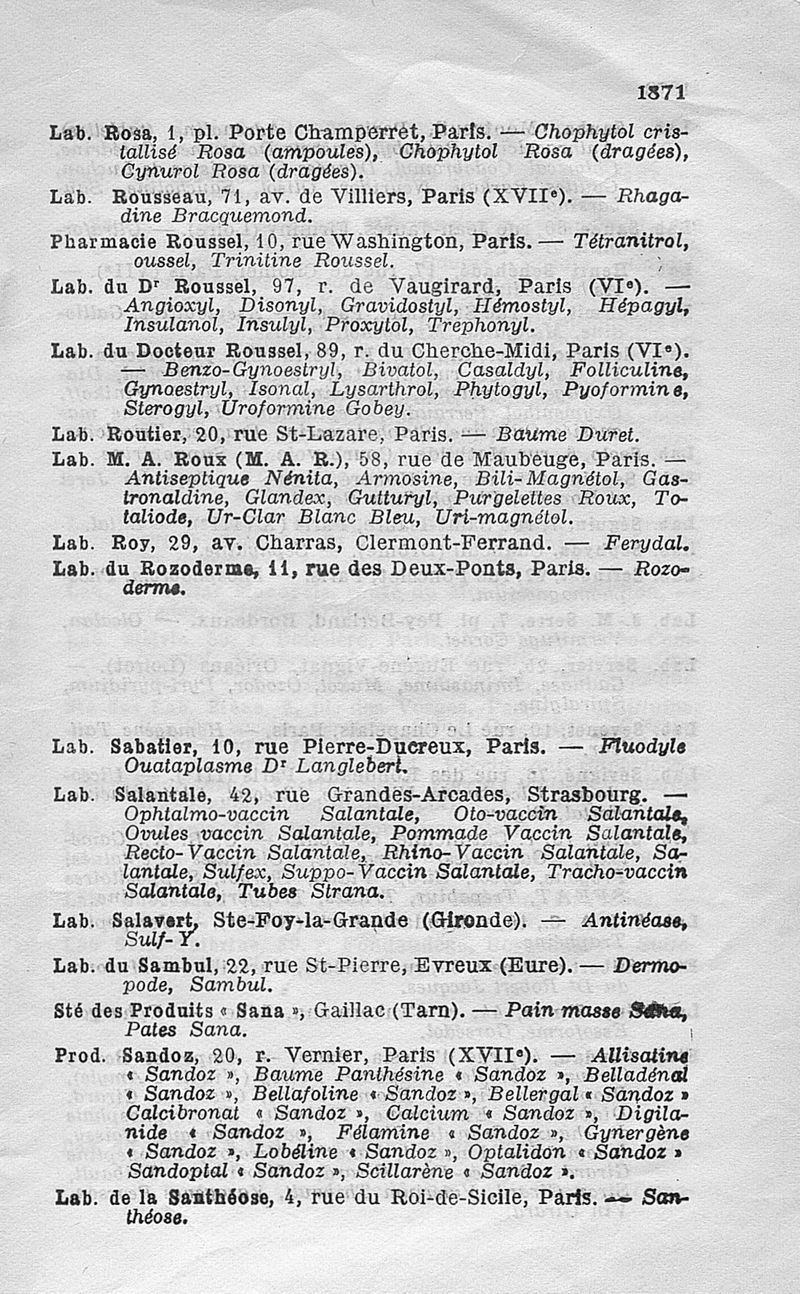 1871
Lab. Rosa, 1, pl. Porte Champerret, Paris. — Chophytol cris-
tallisé Rosa (ampoules), Chophytol Rosa (dragées),
Cynurol Rosa (dragées).
Lab. Rousseau, 71, av. de Villiers, Paris (XVIIe). — Rhaga-
dine Bracquemond.
Pharmacie Roussel, 10, rue Washington, Paris. — Tétranitrol,
oussel, Trinitine Roussel.
Lab. du Dr Roussel, 97, r. de Vaugirard, Paris (VIe). —
Angioxyl, Disonyl, Gravidostyl, Hémostyl, Hépagyl,
Insulanol, Insulyl, Proxytol, Trephonyl.
Lab. du Docteur Roussel, 89, r. du Cherche-Midi, Paris (VIe).
— Benzo-Gynoestryl, Bivatol, Casaldyl, Folliculine,
Gynoestryl, Isonal, Lysarthrol, Phytogyl, Pyoformine,
Sterogyl, Uroformine Gobey.
Lab. Routier, 20, rue St-Lazare, Paris. — Baume Duret.
Lab. M. A. Roux (M. A. R.), 58, rue de Maubeuge, Paris. —
Antiseptique Nénita, Armosine, Bili-Magnétol, Gas-
tronaldine, Glandex, Gutturyl, Purgelettes Roux, To-
taliode, Ur-Clar Blanc Bleu, Uri-magnétol.
Lab. Roy, 29, av. Charras, Clermont-Ferrand. — Ferydal.
Lab. du Rozoderme, 11, rue des Deux-Ponts, Paris. — Rozo-
derme.
Lab. Sabatier, 10, rue Pierre-Ducreux, Paris. — Fluodyle
Ouataplasme Dr Langlebert.
Lab. Salantale, 42, rue Grandes-Arcades, Strasbourg. —
Ophtalmo-vaccin Salantale, Oto-vaccin Salantale,
Ovules vaccin Salantale, Pommade Vaccin Salantale,
Recto-Vaccin Salantale, Rhino-Vaccin Salantale, Sa-
lantale, Sulfex, Suppo-Vaccin Salantale, Tracho-vaccin
Salantale, Tubes Strana.
Lab. Salavert, Ste-Foy-la-Grande (Gironde). — Antinéase,
Sulf-Y.
Lab. du Sambul, 22, rue St-Pierre, Evreux (Eure). — Dermo-
pode, Sambul.
Sté des Produits « Sana », Gaillac (Tarn). — Pain masse Sana,
Pates Sana.
Prod. Sandoz, 20, r. Vernier, Paris (XVIIe). — Allisatine
« Sandoz », Baume Panthésine « Sandoz », Belladénal
« Sandoz », Bellafoline « Sandoz », Bellergal « Sandoz »
Calcibronat « Sandoz », Calcium « Sandoz », Digila-
nide « Sandoz », Félamine « Sandoz », Gynergène
« Sandoz », Lobéline « Sandoz », Optalidon « Sandoz »
Sandoptal « Sandoz », Scillarène « Sandoz ».
Lab. de la Santhéose, 4, rue du Roi-de-Sicile, Paris. — San-
théose.